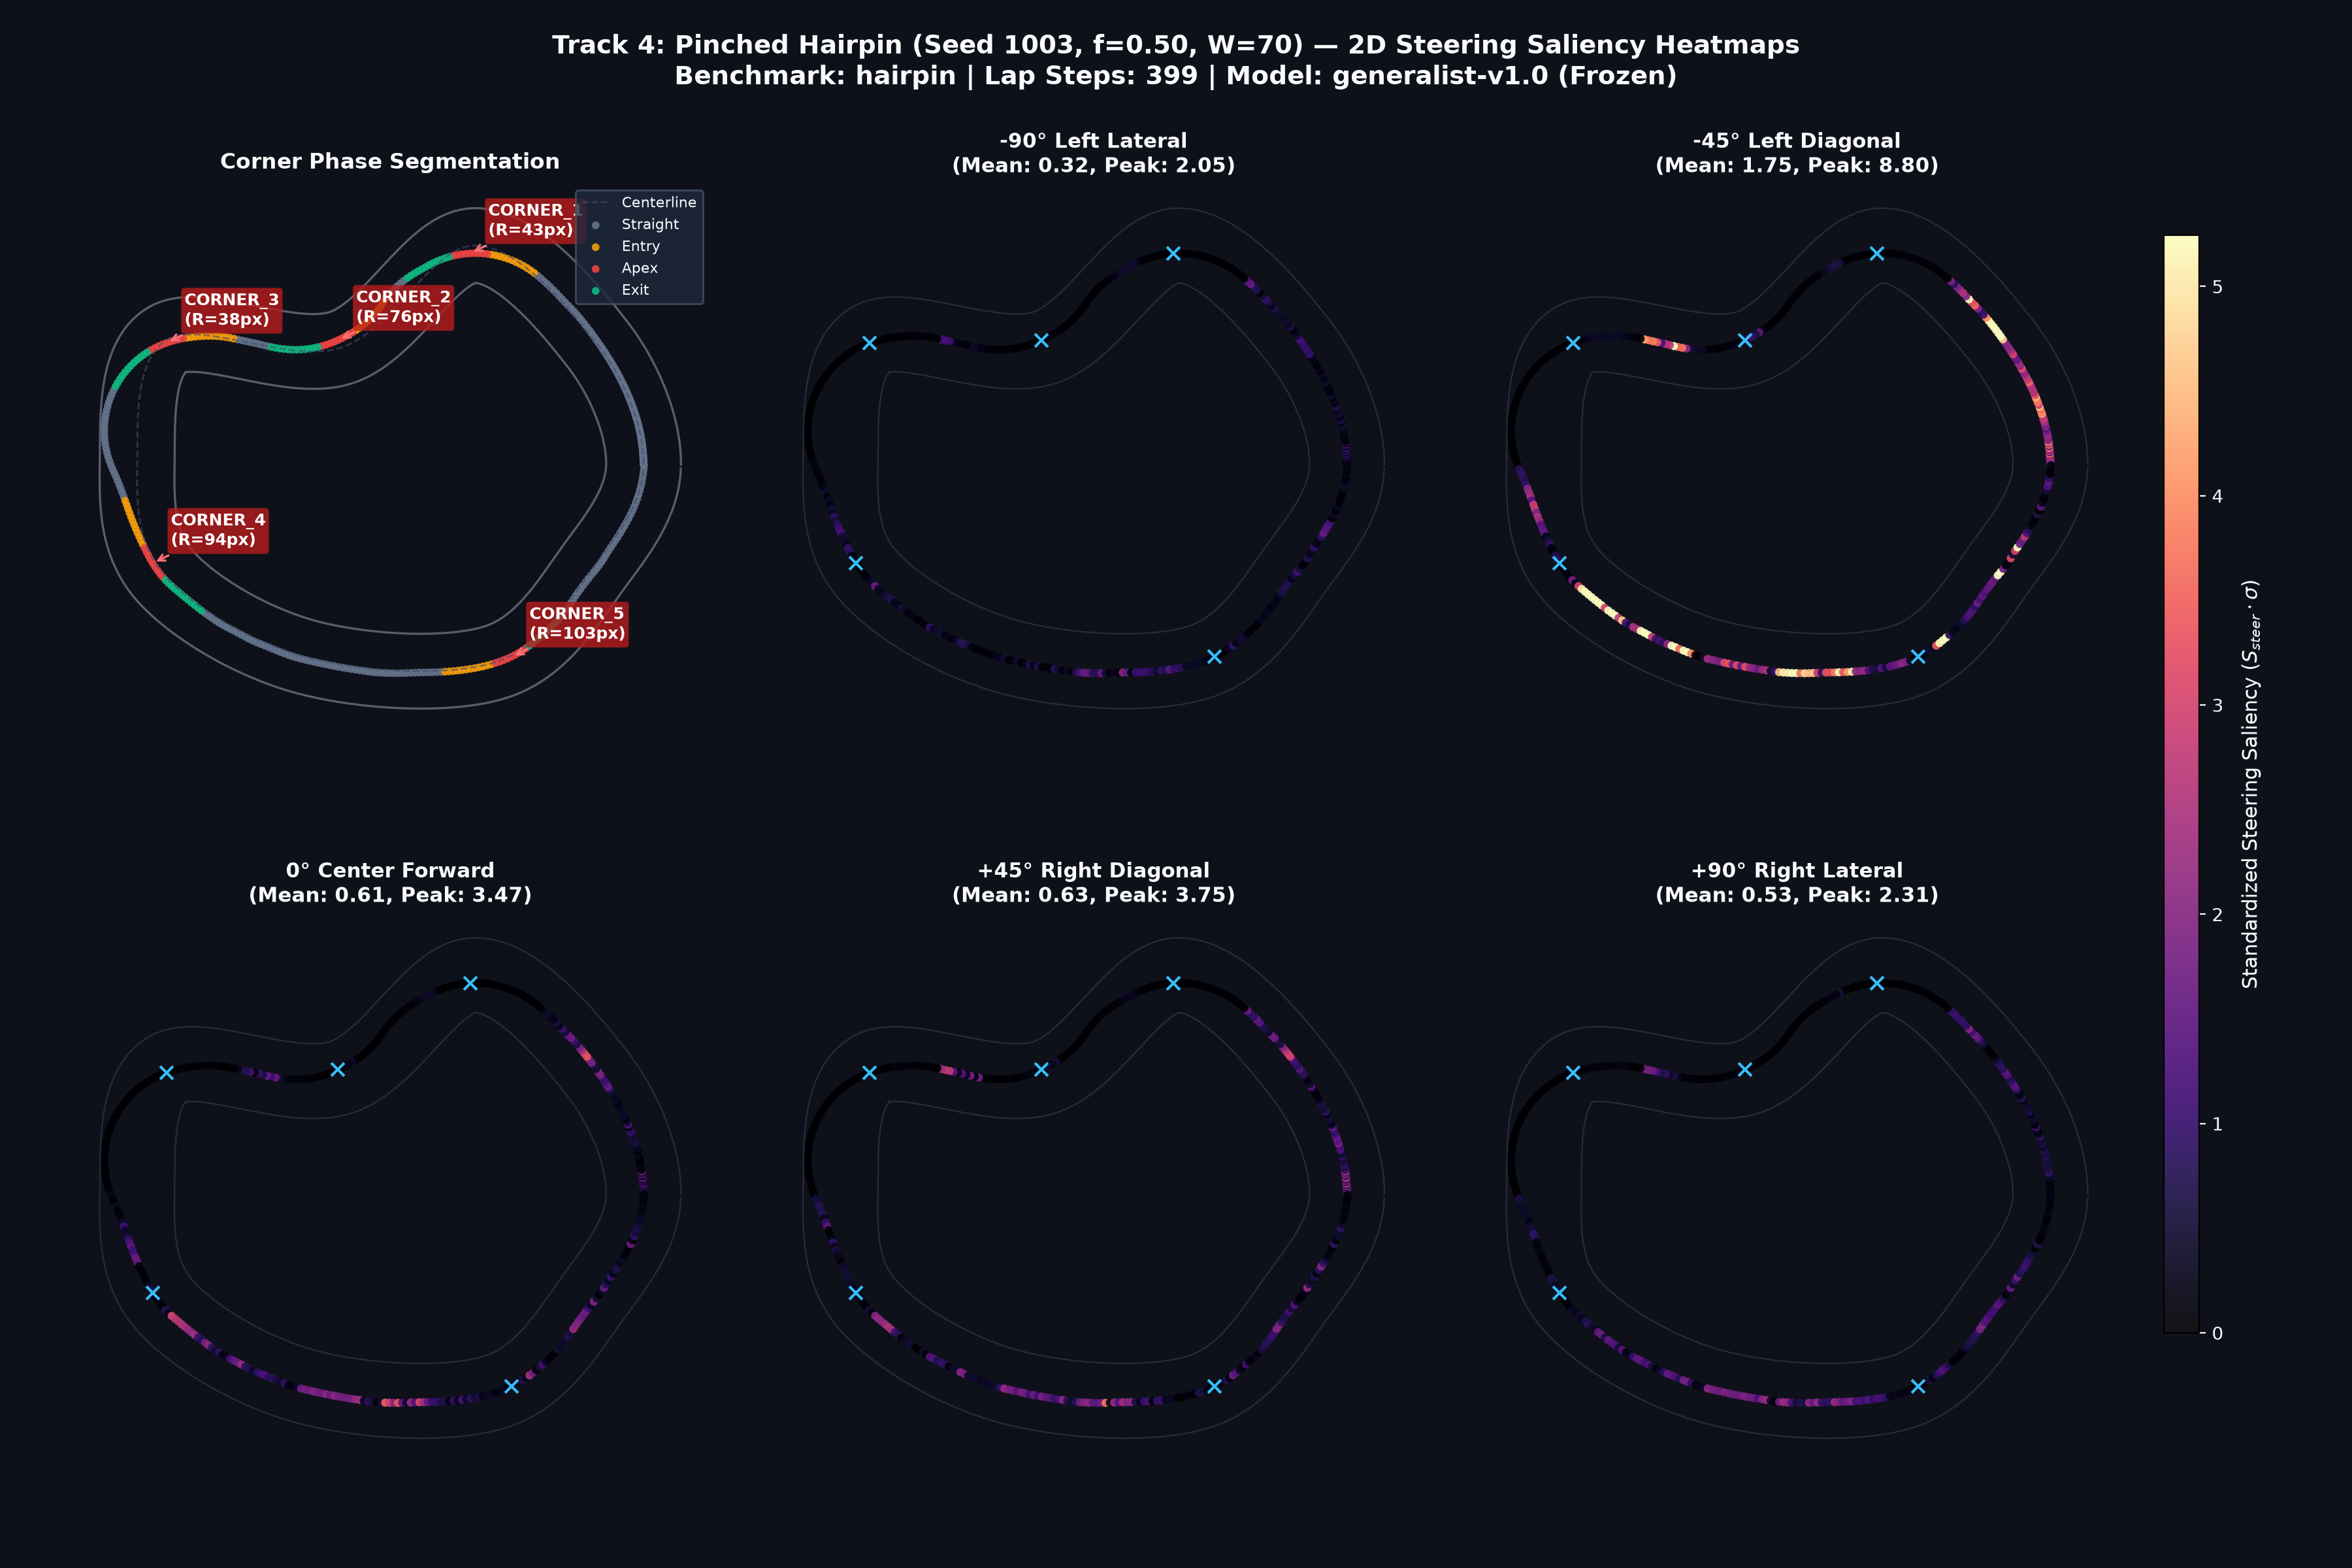 Track 4: Pinched Hairpin (Seed 1003, f=0.50, W=70) — 2D Steering Saliency Heatmaps
Benchmark: hairpin | Lap Steps: 399 | Model: generalist-v1.0 (Frozen)
Corner Phase Segmentation
CORNER_1
(R=43px)
Centerline
Straight
Entry
Apex
Exit
CORNER_3
(R=38px)
CORNER_2
(R=76px)
CORNER_4
(R=94px)
CORNER_5
(R=103px)
-90° Left Lateral
(Mean: 0.32, Peak: 2.05)
-45° Left Diagonal
(Mean: 1.75, Peak: 8.80)
0° Center Forward
(Mean: 0.61, Peak: 3.47)
+45° Right Diagonal
(Mean: 0.63, Peak: 3.75)
+90° Right Lateral
(Mean: 0.53, Peak: 2.31)
5
4
3
2
1
0
Standardized Steering Saliency (S_steer · σ)